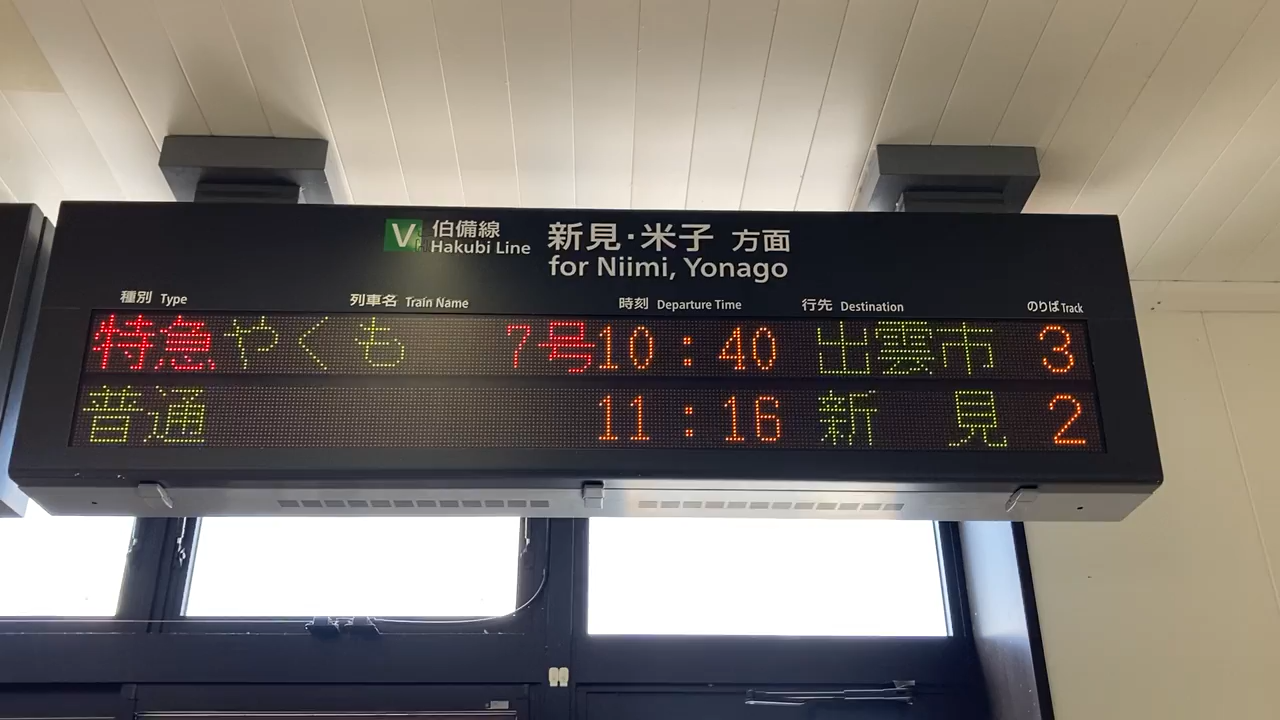 V 伯備線 新見・米子 方面
Hakubi Line for Niimi, Yonago
種別 Type 列車名 Train Name 時刻 Departure Time 行先 Destination のりば Track
特急 やくも 7号 10:40 出雲市 3
普通 11:16 新見 2